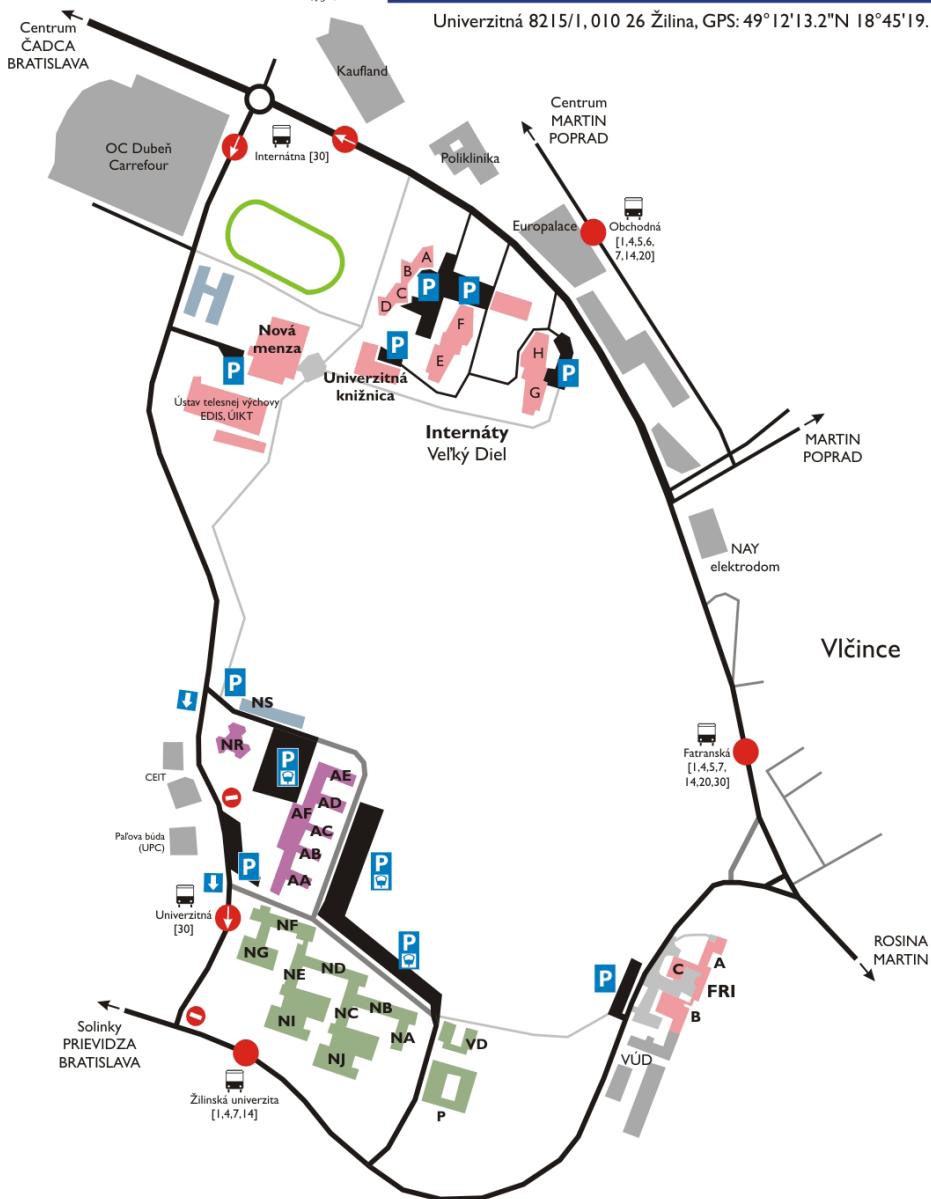 Univerzitná 8215/1, 010 26 Žilina, GPS: 49°12'13.2"N 18°45'19.
Centrum
ČADCA
BRATISLAVA
Kaufland
Centrum
MARTIN
POPRAD
OC Dubeň
Carrefour
Internátna [30]
Poliklinika
Europalace
Obchodná
[1,4,5,6,
7,14,20]
A
B
C
D
P
P
F
E
P
H
G
P
Nová
menza
P
Univerzitná
knižnica
Ústav telesnej výchovy
EDIS, ÚIKT
Internáty
Veľký Diel
MARTIN
POPRAD
NAY
elektrodom
Vlčince
P
NS
NR
P
CEIT
AE
AD
AF
AC
AB
AA
Paľova búda
(UPC)
P
P
Fatranská
[1,4,5,7,
14,20,30]
Univerzitná
[30]
NF
NG
NE
ND
NI
NC
NB
NA
NJ
P
P
VD
P
A
C
FRI
B
VÚD
ROSINA
MARTIN
Solinky
PRIEVIDZA
BRATISLAVA
Žilinská univerzita
[1,4,7,14]